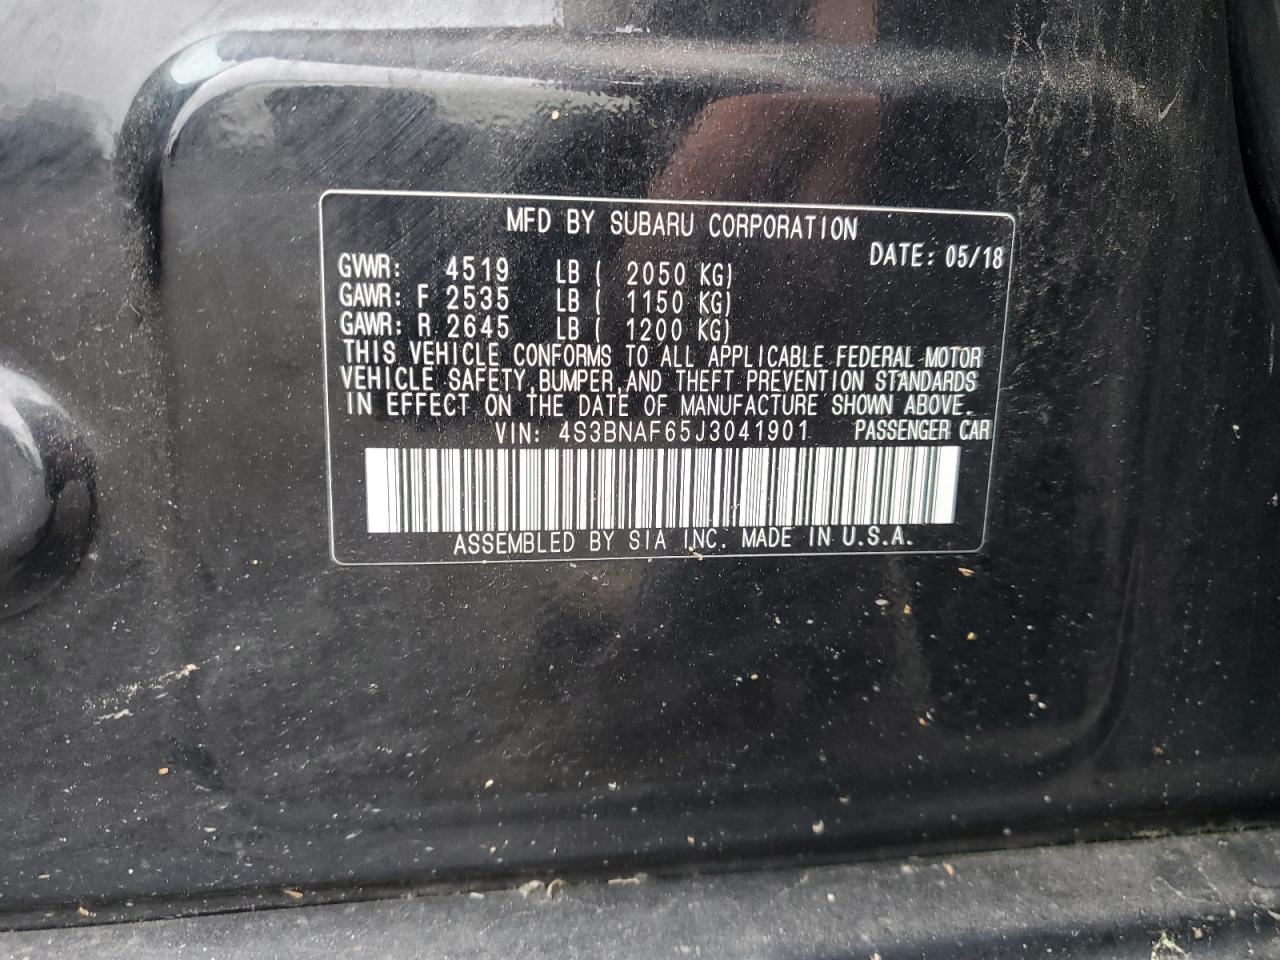 MFD BY SUBARU CORPORATION
DATE: 05/18
GVWR: 4519 LB ( 2050 KG)
GAWR: F 2535 LB ( 1150 KG)
GAWR: R 2645 LB ( 1200 KG)
THIS VEHICLE CONFORMS TO ALL APPLICABLE FEDERAL MOTOR
VEHICLE SAFETY, BUMPER, AND THEFT PREVENTION STANDARDS
IN EFFECT ON THE DATE OF MANUFACTURE SHOWN ABOVE.
VIN: 4S3BNAF65J3041901 PASSENGER CAR
ASSEMBLED BY SIA INC. MADE IN U.S.A.